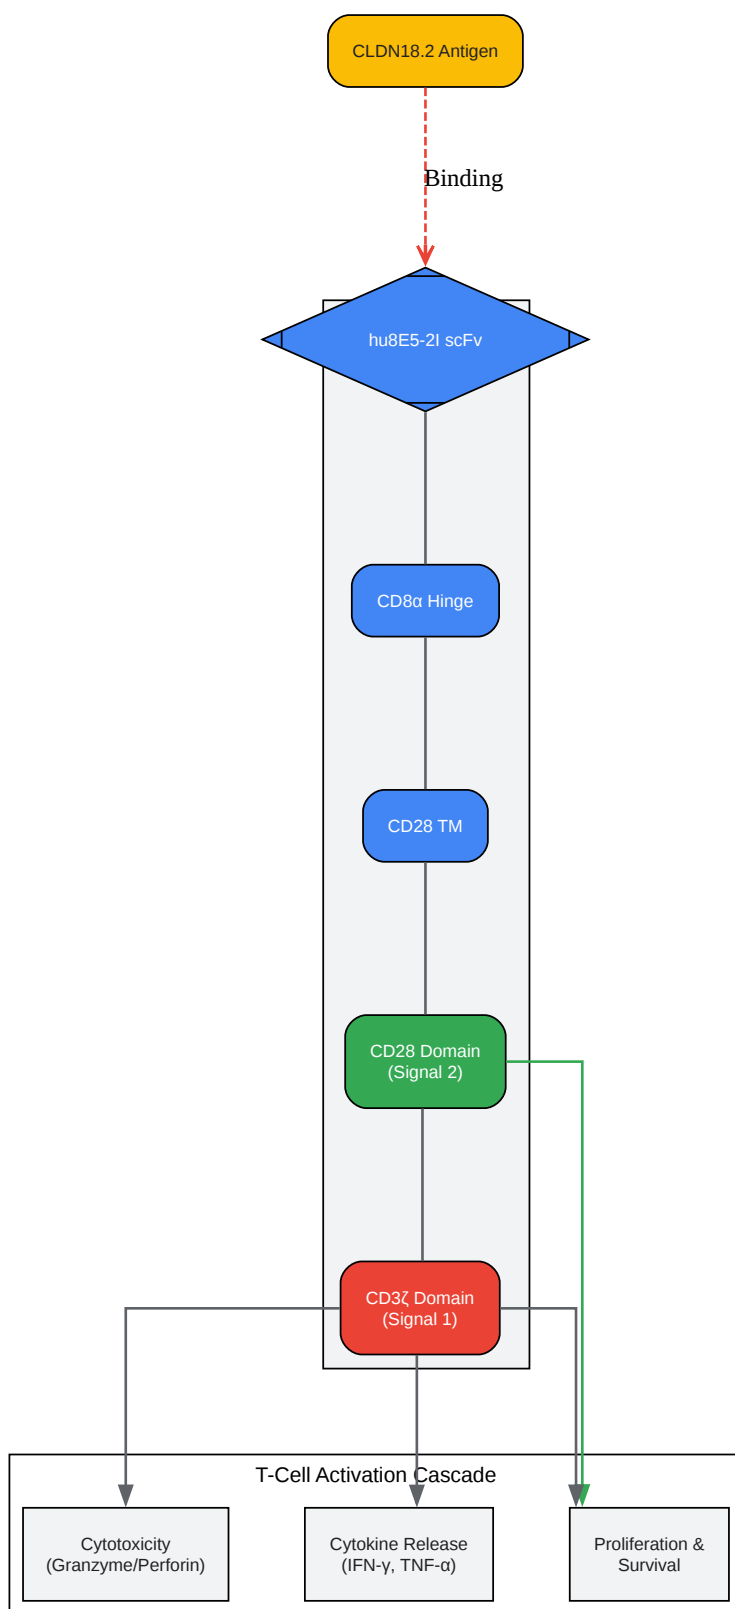 CLDN18.2 Antigen
Binding
hu8E5-2I scFv
CD8α Hinge
CD28 TM
CD28 Domain
(Signal 2)
CD3ζ Domain
(Signal 1)
T-Cell Activation Cascade
Cytotoxicity
(Granzyme/Perforin)
Cytokine Release
(IFN-γ, TNF-α)
Proliferation &
Survival